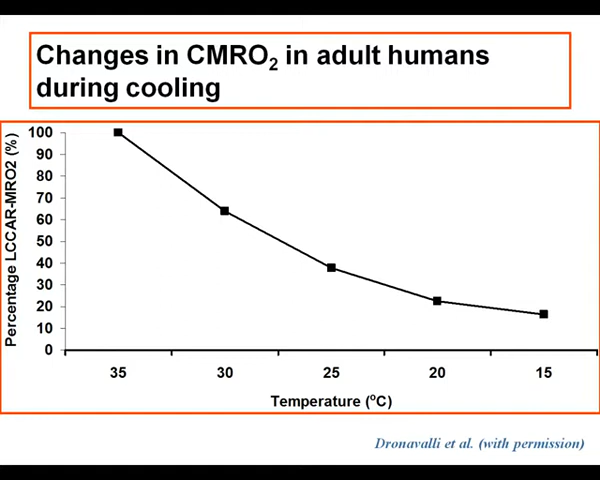 Changes in CMRO₂ in adult humans
during cooling
Percentage LCCAR-MRO2 (%)
100
90
80
70
60
50
40
30
20
10
0
35 30 25 20 15
Temperature (ºC)
Dronavalli et al. (with permission)